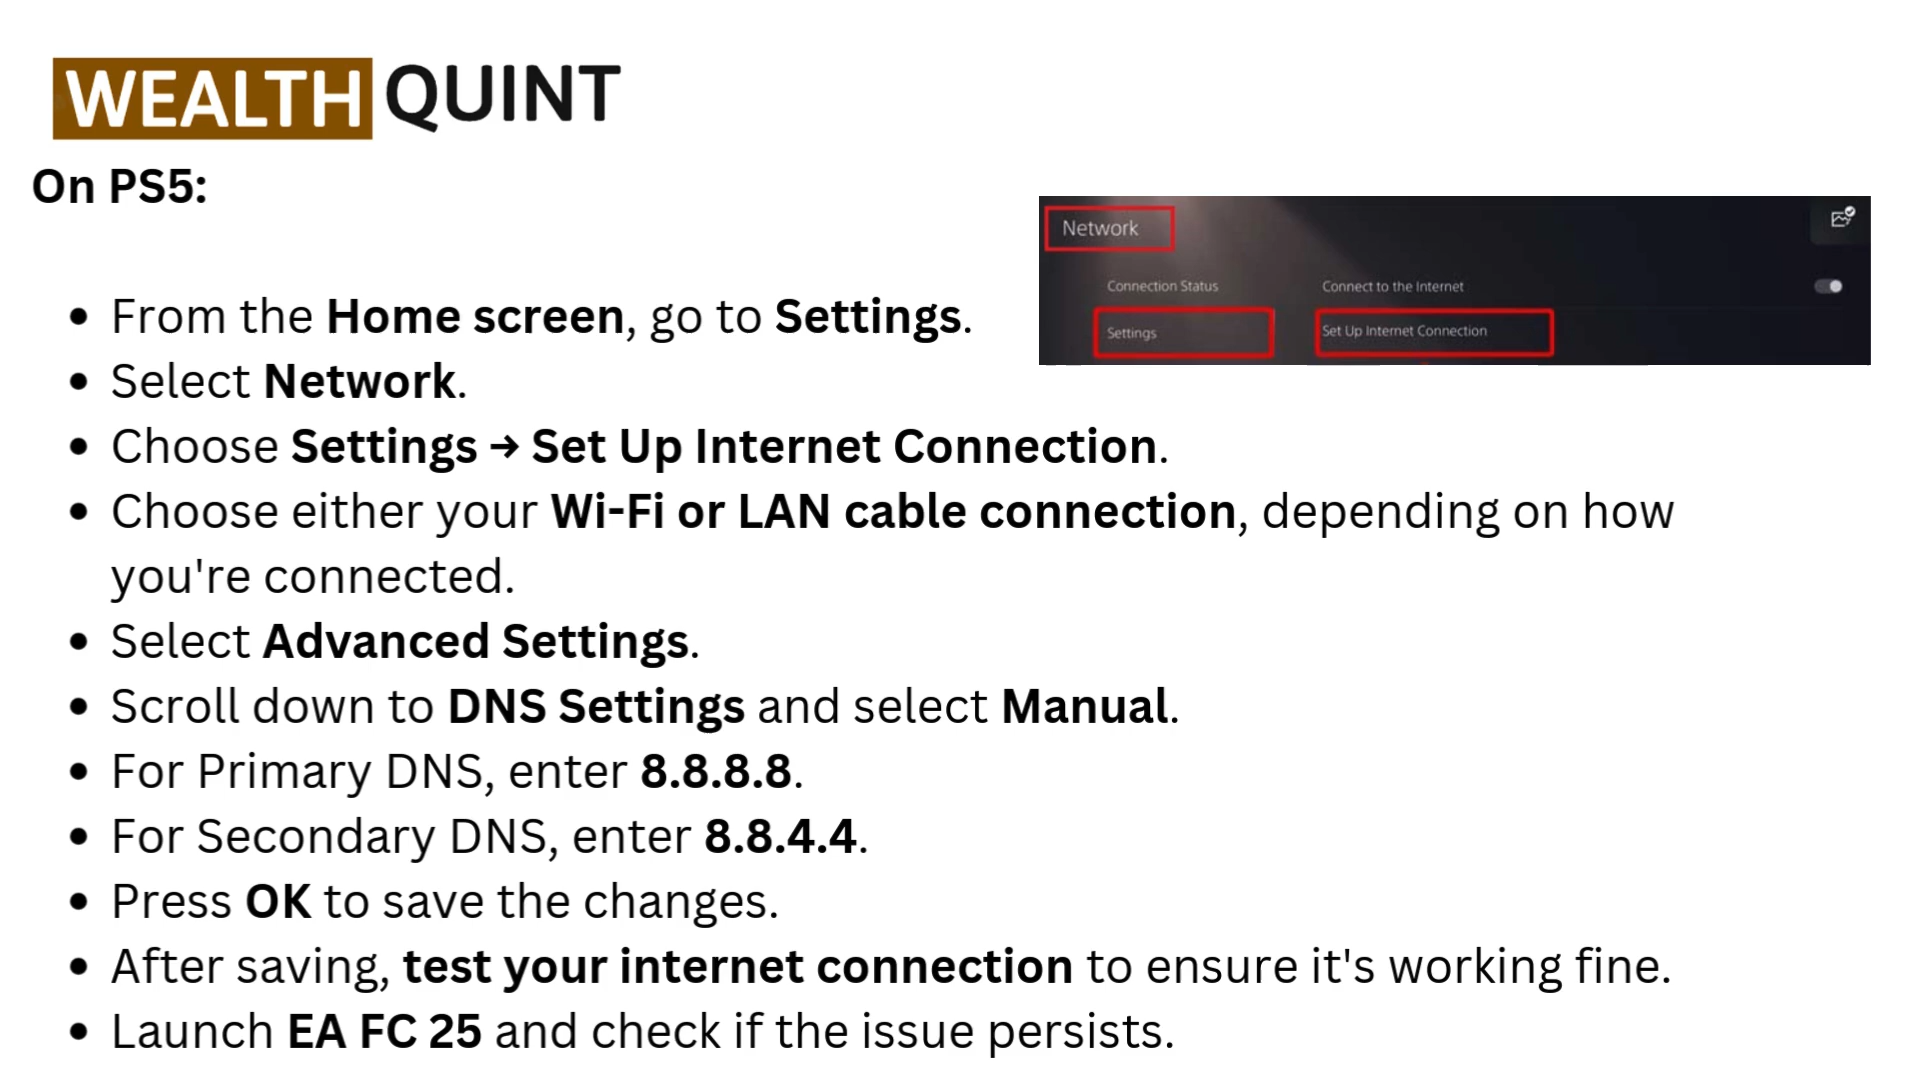 WEALTH QUINT
On PS5:
Network
Connection Status
Connect to the Internet
Settings
Set Up Internet Connection
• From the Home screen, go to Settings.
• Select Network.
• Choose Settings → Set Up Internet Connection.
• Choose either your Wi-Fi or LAN cable connection, depending on how
you're connected.
• Select Advanced Settings.
• Scroll down to DNS Settings and select Manual.
• For Primary DNS, enter 8.8.8.8.
• For Secondary DNS, enter 8.8.4.4.
• Press OK to save the changes.
• After saving, test your internet connection to ensure it's working fine.
• Launch EA FC 25 and check if the issue persists.